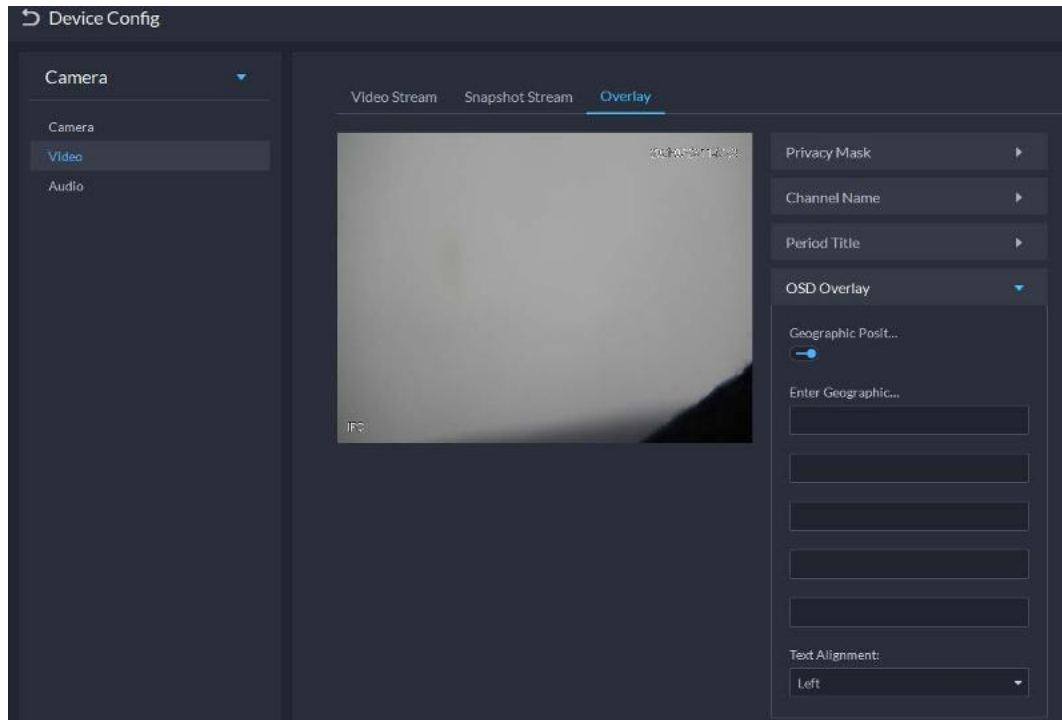 Device Config
Camera
Camera
Video
Audio
Video Stream Snapshot Stream Overlay
IPC
Privacy Mask
Channel Name
Period Title
OSD Overlay
Geographic Posit...
Enter Geographic...
Text Alignment:
Left